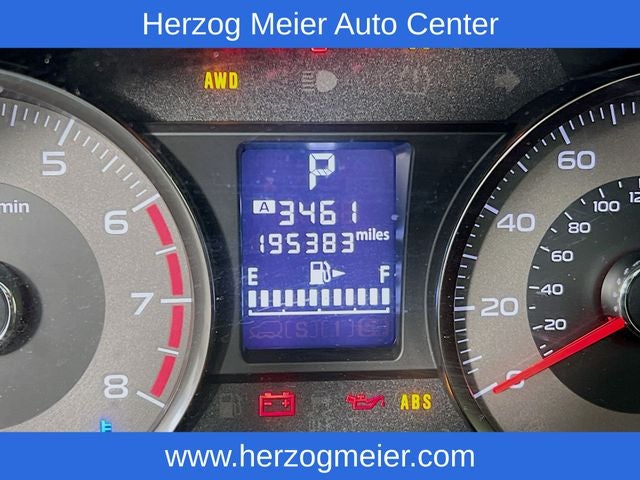 Herzog Meier Auto Center
AWD
P
A 3461
195383 miles
E F
5
min
6
7
8
60
40
20
0
100
80
60
40
20
ABS
www.herzogmeier.com